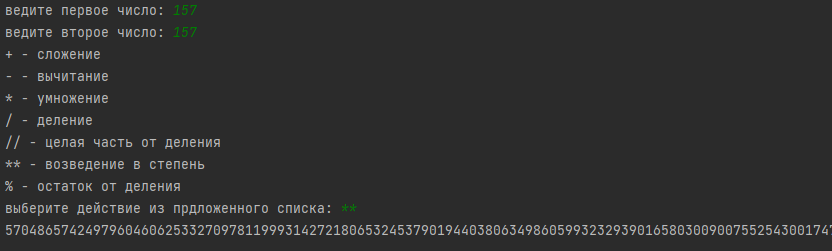 ведите первое число: 157
ведите второе число: 157
+ - сложение
- - вычитание
* - умножение
/ - деление
// - целая часть от деления
** - возведение в степень
% - остаток от деления
выберите действие из прдложенного списка: **
5704865742497960460625332709781199931427218065324537901944038063498605993232939016580300900755254300174